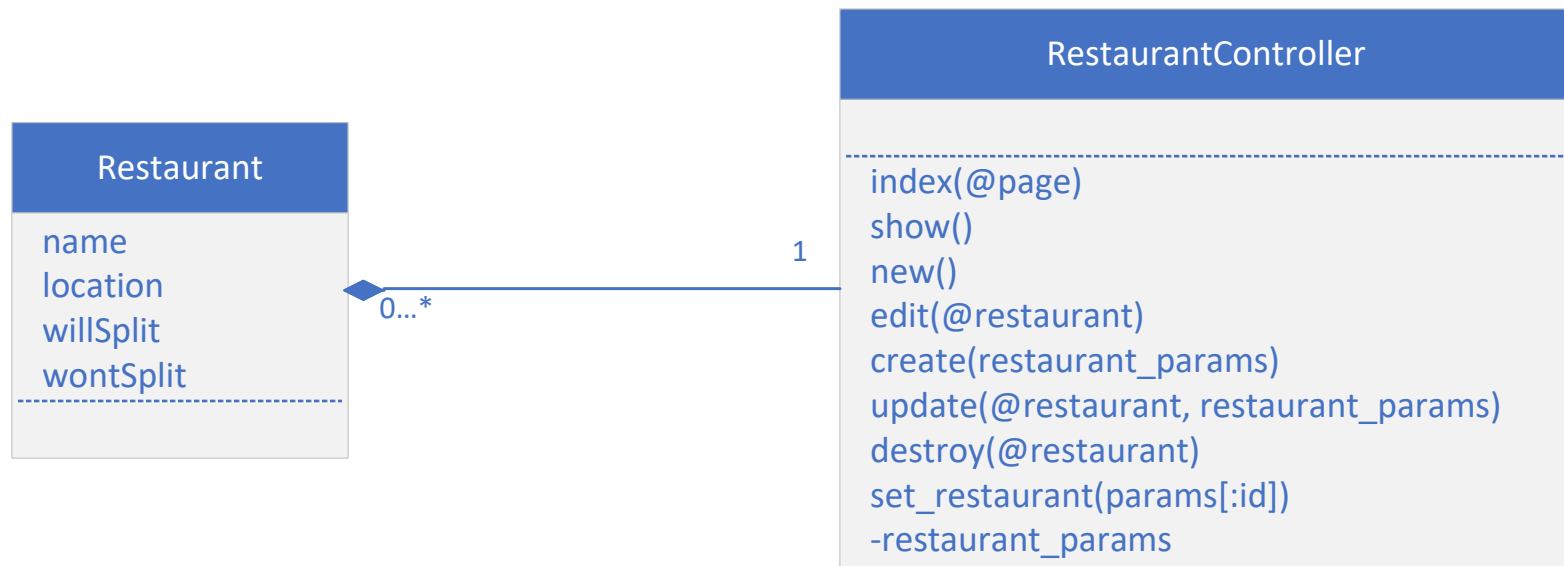 Restaurant
name
location
willSplit
wontSplit
0...*
1
RestaurantController
index(@page)
show()
new()
edit(@restaurant)
create(restaurant_params)
update(@restaurant, restaurant_params)
destroy(@restaurant)
set_restaurant(params[:id])
-restaurant_params